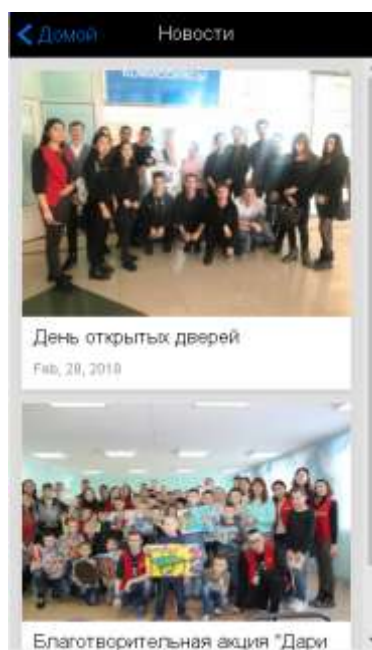 Домой
Новости
День открытых дверей
Feb, 28, 2018
Благотворительная акция "Дари